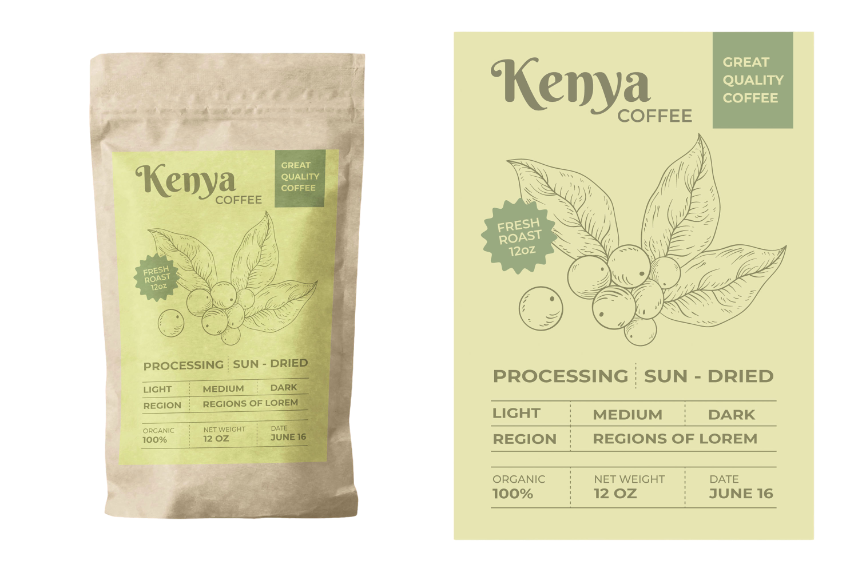 Kenya
COFFEE
GREAT
QUALITY
COFFEE
FRESH
ROAST
12oz
PROCESSING SUN - DRIED
LIGHT MEDIUM DARK
REGION REGIONS OF LOREM
ORGANIC NET WEIGHT DATE
100% 12 OZ JUNE 16
Kenya
COFFEE
GREAT
QUALITY
COFFEE
FRESH
ROAST
12oz
PROCESSING SUN - DRIED
LIGHT MEDIUM DARK
REGION REGIONS OF LOREM
ORGANIC NET WEIGHT DATE
100% 12 OZ JUNE 16